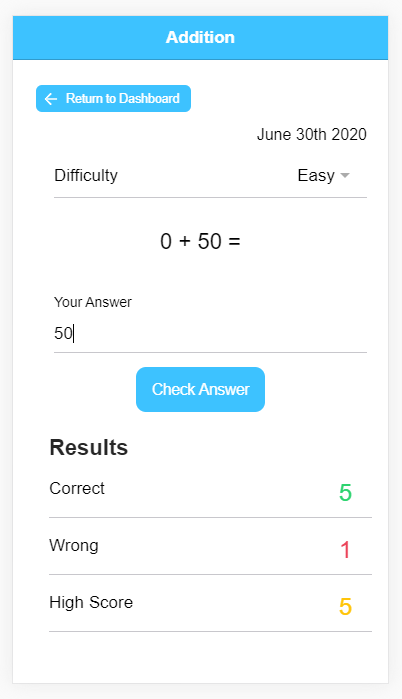 Addition
Return to Dashboard
June 30th 2020
Difficulty Easy
0 + 50 =
Your Answer
50
Check Answer
Results
Correct 5
Wrong 1
High Score 5